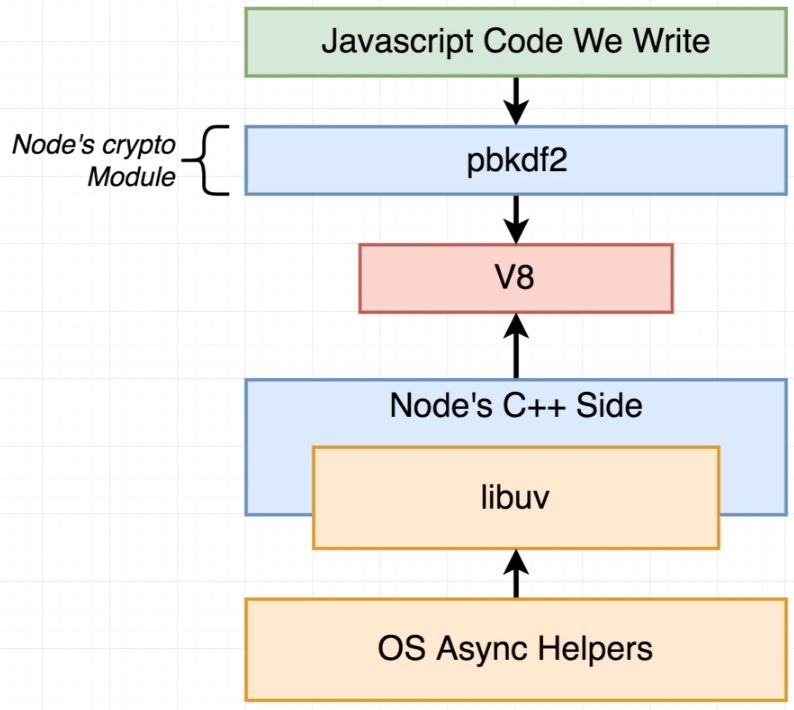 Javascript Code We Write
Node's crypto
Module
pbkdf2
V8
Node's C++ Side
libuv
OS Async Helpers